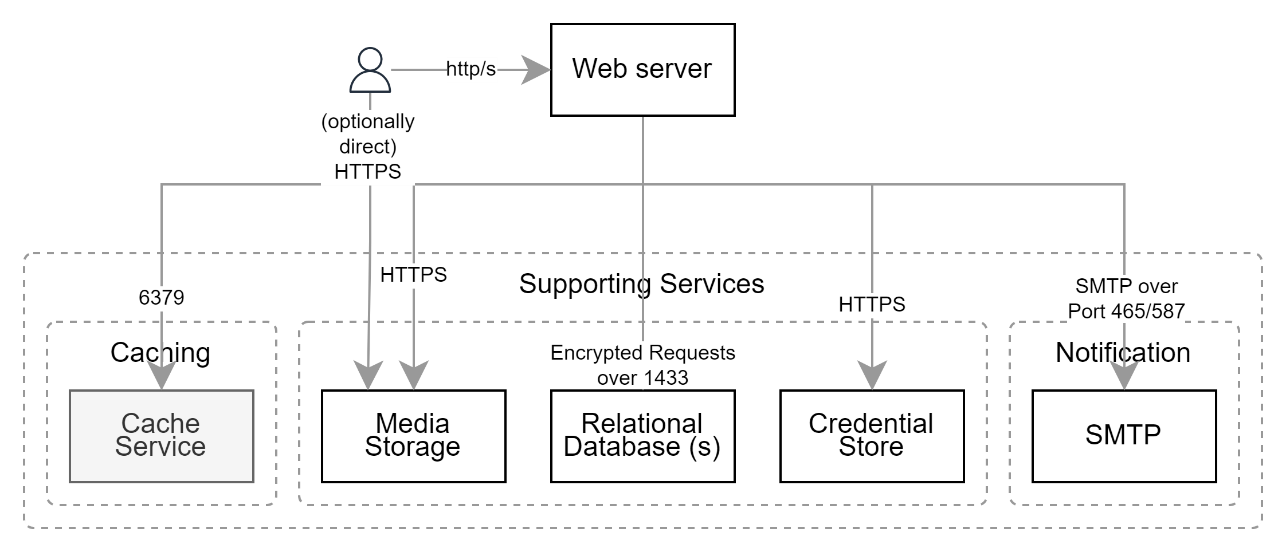 http/s
Web server
(optionally
direct)
HTTPS
HTTPS
Supporting Services
6379
HTTPS
SMTP over
Port 465/587
Caching
Encrypted Requests
over 1433
Notification
Cache
Service
Media
Storage
Relational
Database (s)
Credential
Store
SMTP